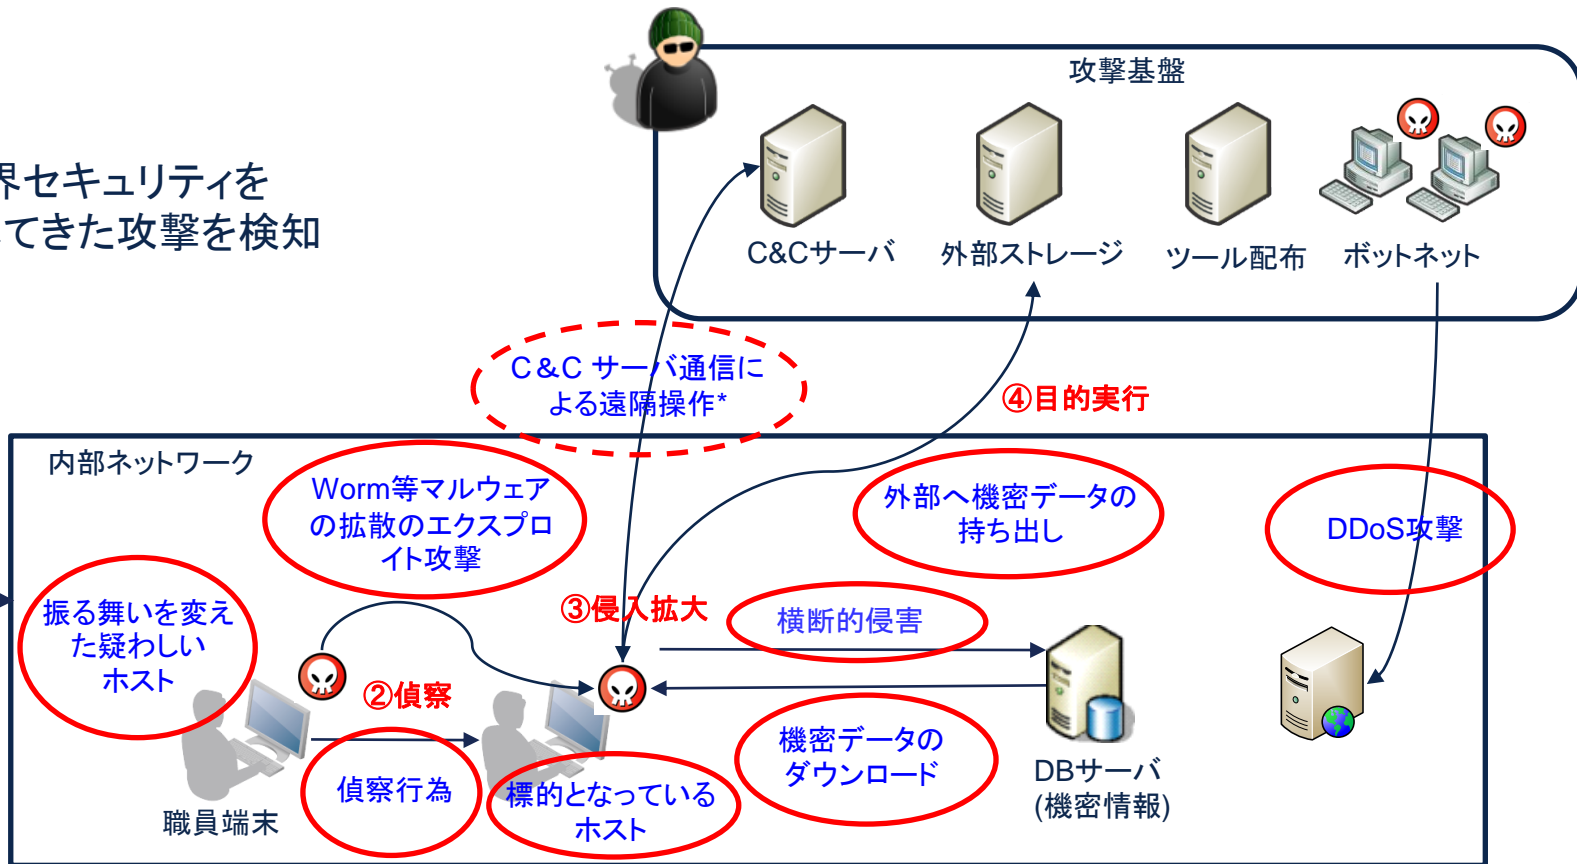 攻撃基盤
界セキュリティを
てきた攻撃を検知
C&Cサーバ
外部ストレージ
ツール配布
ボットネット
C&C サーバ通信に
よる遠隔操作*
④目的実行
内部ネットワーク
Worm等マルウェア
の拡散のエクスプロ
イト攻撃
外部へ機密データの
持ち出し
DDoS攻撃
振る舞いを変え
た疑わしい
ホスト
③侵入拡大
横断的侵害
②偵察
偵察行為
標的となっている
ホスト
機密データの
ダウンロード
DBサーバ
(機密情報)
職員端末